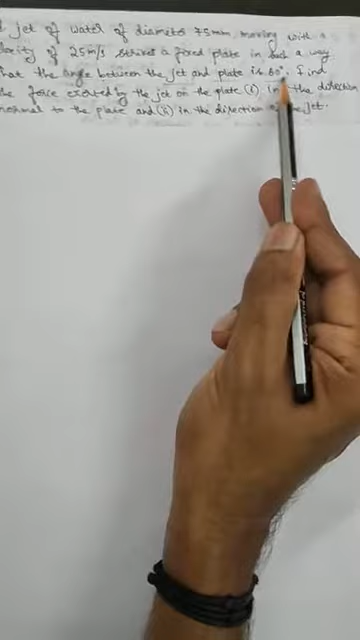 jet of water of diameter 75mm, moving with a
velocity of 25m/s strikes a fixed plate in such a way
that the angle between the jet and plate is 60°. Find
the force exerted by the jet on the plate (i). in the direction
normal to the plate and (ii) in the direction of the jet.